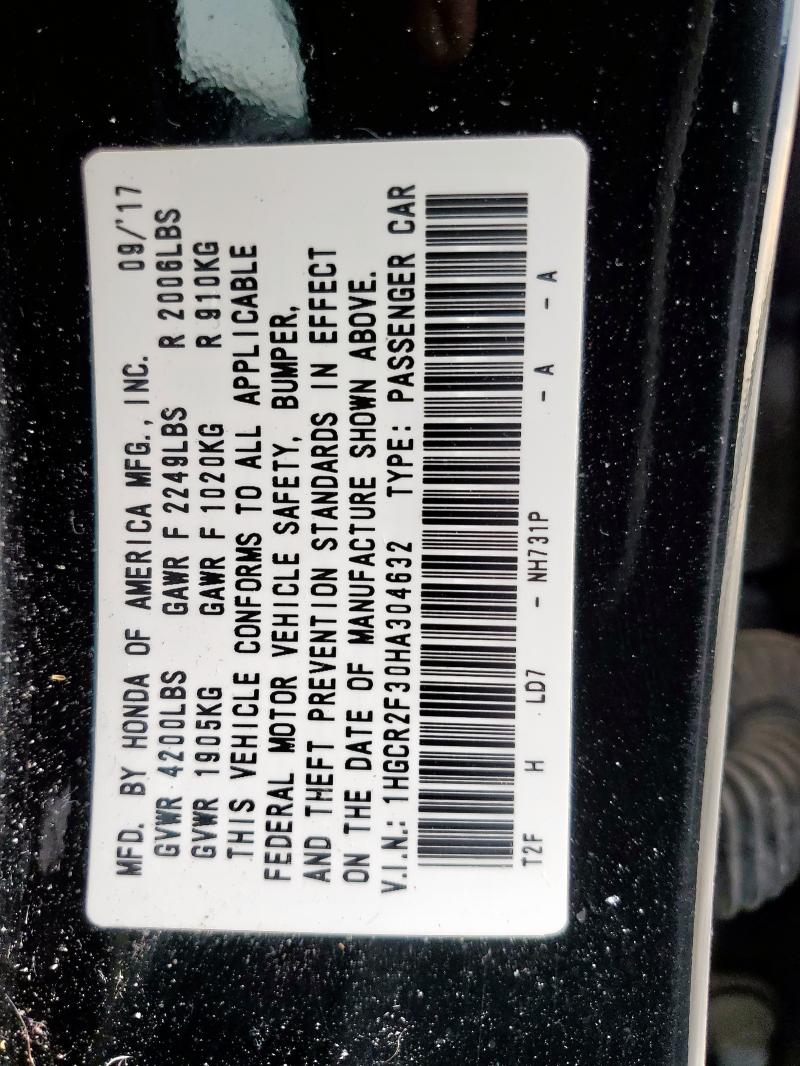 MFD. BY HONDA OF AMERICA MFG., INC. 09/'17
GVWR 4200LBS GAWR F 2249LBS R 2006LBS
GVWR 1905KG GAWR F 1020KG R 910KG
THIS VEHICLE CONFORMS TO ALL APPLICABLE
FEDERAL MOTOR VEHICLE SAFETY, BUMPER,
AND THEFT PREVENTION STANDARDS IN EFFECT
ON THE DATE OF MANUFACTURE SHOWN ABOVE.
V.I.N.: 1HGCR2F30HA304632 TYPE: PASSENGER CAR
T2F H LD7 - NH731P - A - A